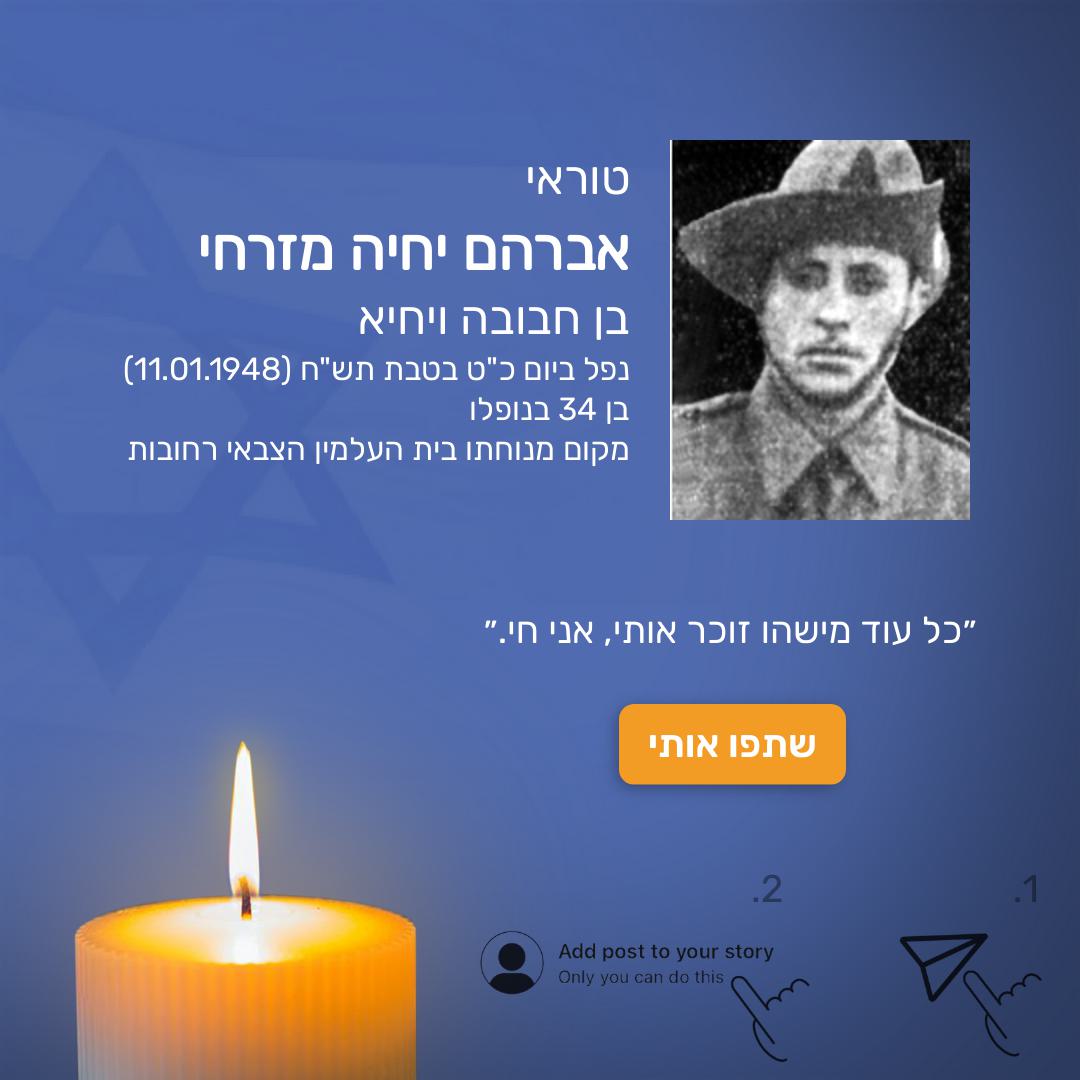 טוראי
אברהם יחיה מזרחי
בן חבובה ויחיא
נפל ביום כ"ט בטבת תש"ח (11.01.1948)
בן 34 בנופלו
מקום מנוחתו בית העלמין הצבאי רחובות
״כל עוד מישהו זוכר אותי, אני חי.״
שתפו אותי
1.
2.
Add post to your story
Only you can do this